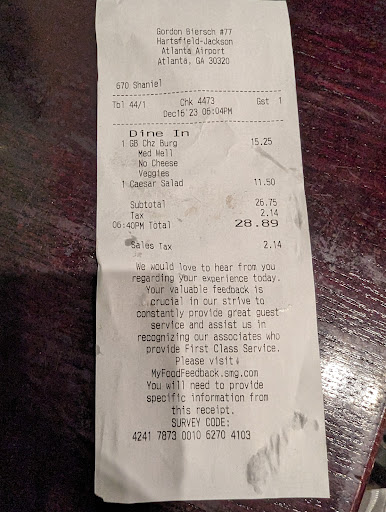 Gordon Biersch #77
Hartsfield-Jackson
Atlanta Airport
Atlanta, GA 30320
670 Shaniel
Tbl 44/1 Chk 4473 Gst 1
Dec16'23 06:04PM
Dine In
1 GB Chz Burg 15.25
Med Well
No Cheese
Veggies
1 Caesar Salad 11.50
Subtotal 26.75
Tax 2.14
06:40PM Total 28.89
Sales Tax 2.14
We would love to hear from you
regarding your experience today.
Your valuable feedback is
crucial in our strive to
constantly provide great guest
service and assist us in
recognizing our associates who
provide First Class Service.
Please visit:
MyFoodFeedback.smg.com
You will need to provide
specific information from
this receipt.
SURVEY CODE:
4241 7873 0010 6270 4103